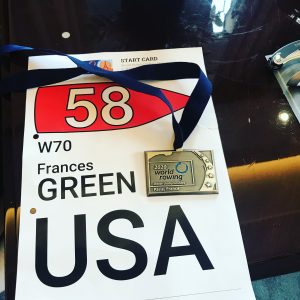 START CARD
58
W70
Frances
GREEN
USA
world
rowing